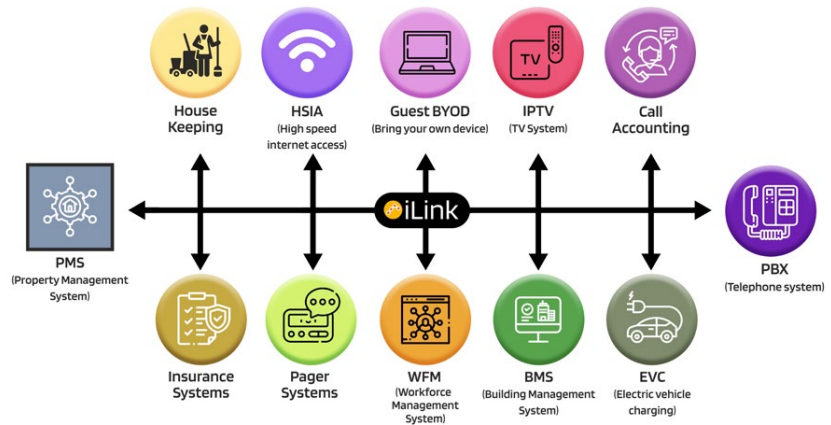 TV
House
Keeping
HSIA
(High speed
internet access)
Guest BYOD
(Bring your own device)
IPTV
(TV System)
Call
Accounting
iLink
PMS
(Property Management
System)
PBX
(Telephone system)
Insurance
Systems
Pager
Systems
WFM
(Workforce
Management
System)
BMS
(Building Management
System)
EVC
(Electric vehicle
charging)